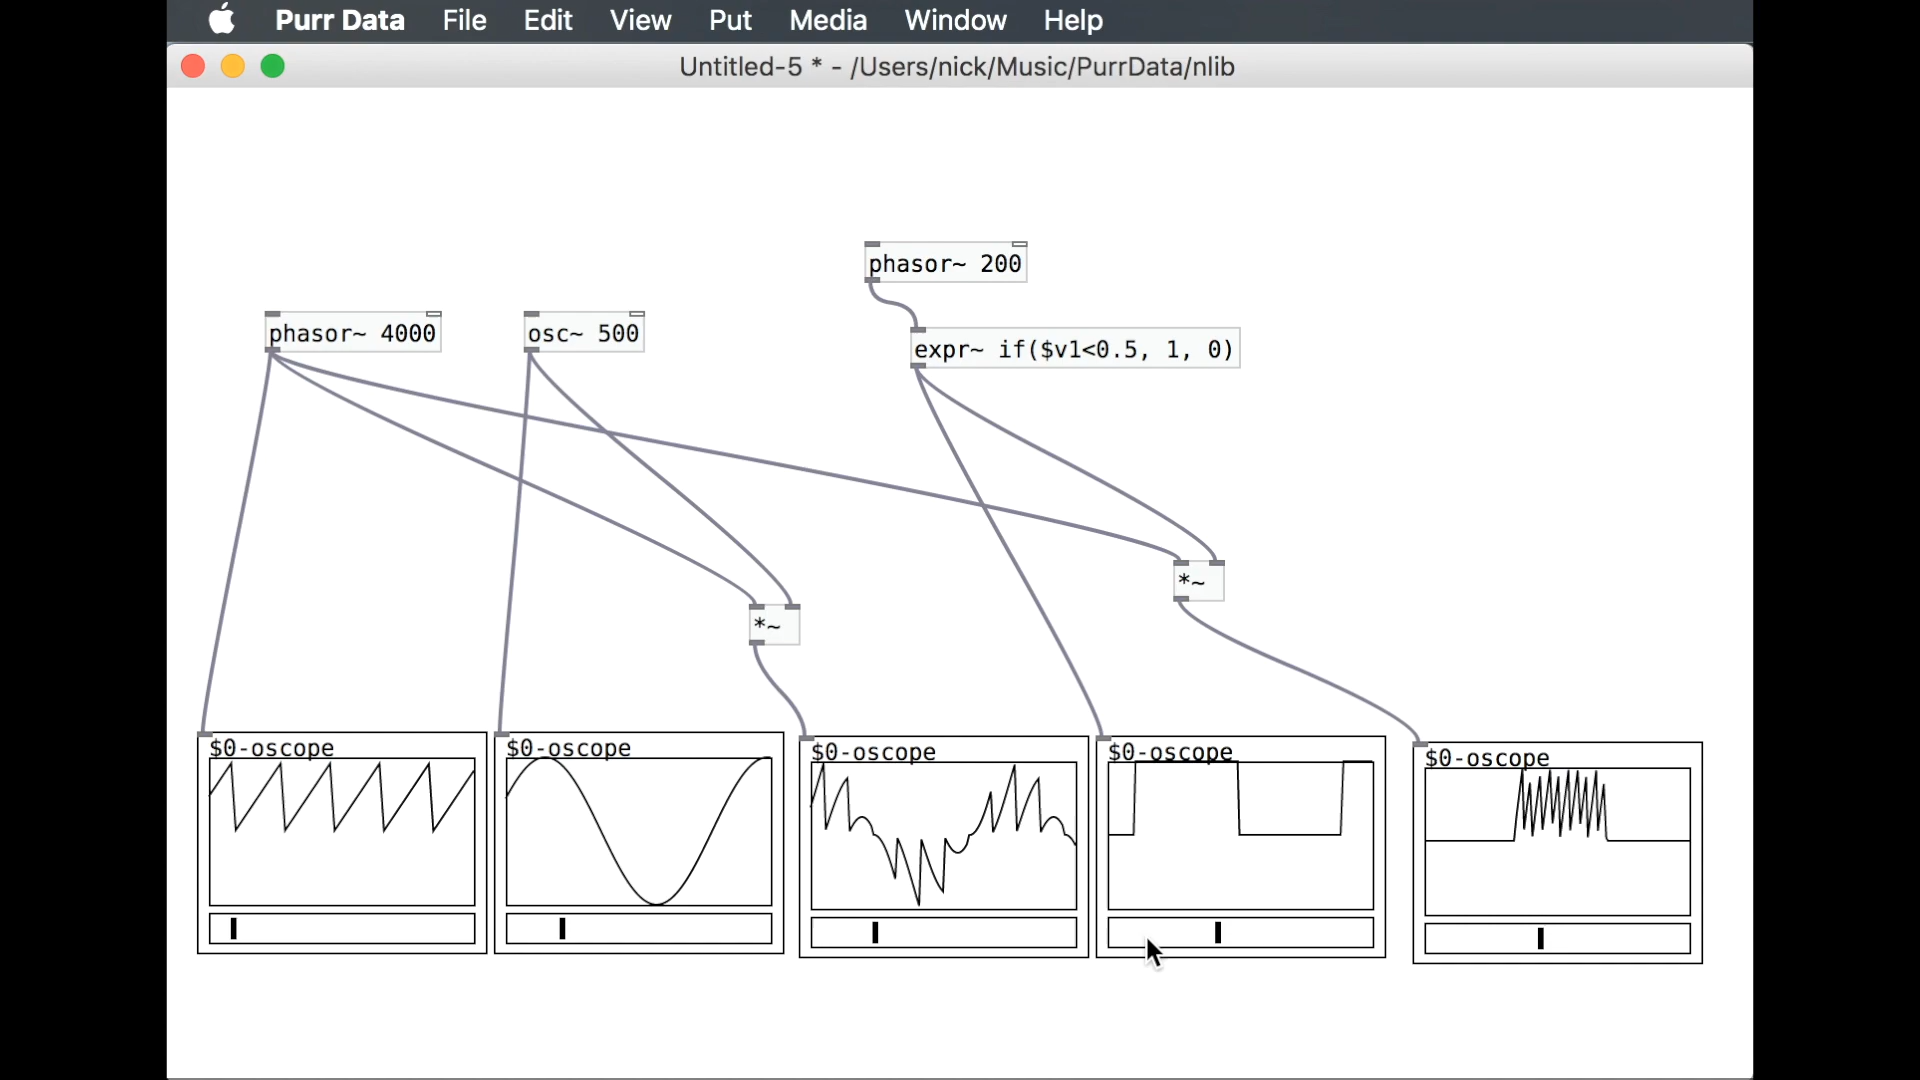 Purr Data File Edit View Put Media Window Help
Untitled-5 * - /Users/nick/Music/PurrData/nlib
phasor~ 200
phasor~ 4000
osc~ 500
expr~ if($v1<0.5, 1, 0)
*~
*~
$0-oscope
$0-oscope
$0-oscope
$0-oscope
$0-oscope